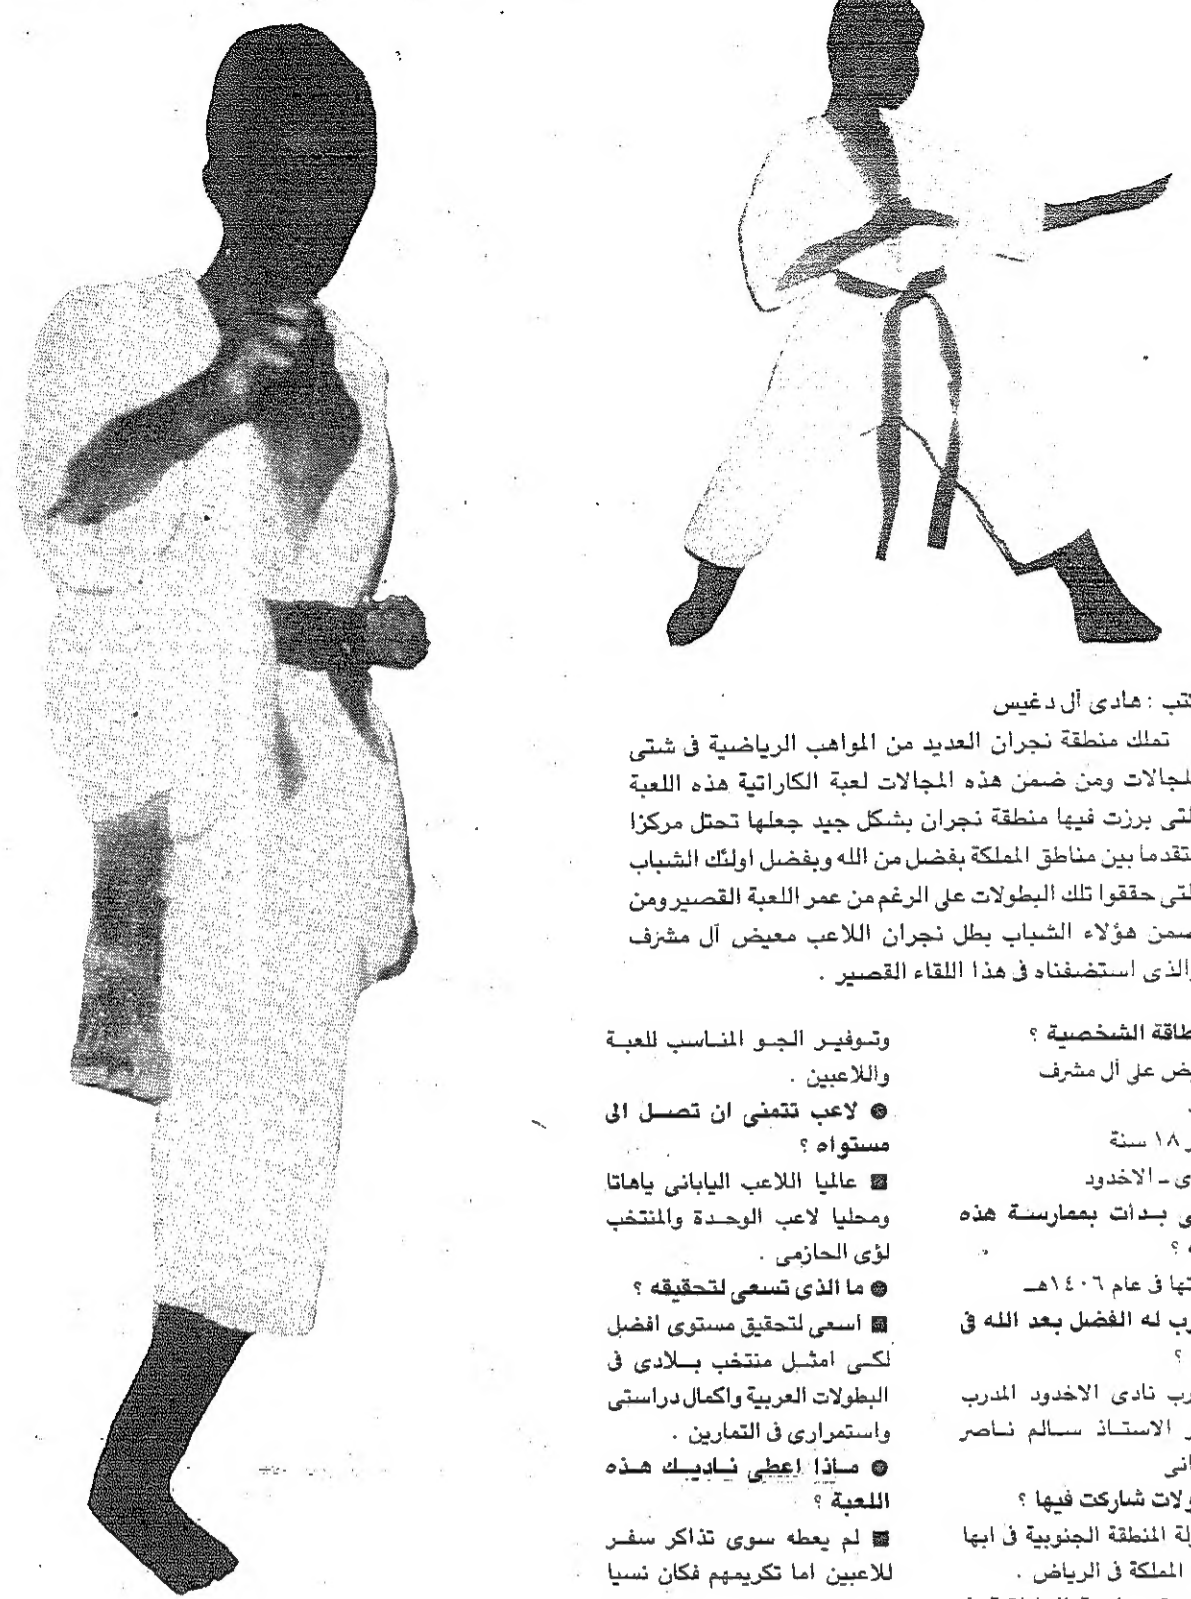 تب : هادى آل دغيس
تملك منطقة نجران العديد من المواهب الرياضية فى شتى
لمجالات ومن ضمن هذه المجالات لعبة الكاراتية هذه اللعبة
لتى برزت فيها منطقة نجران بشكل جيد جعلها تحتل مركزا
تقدما بين مناطق المملكة بفضل من الله وبفضل اولئك الشباب
لتى حققوا تلك البطولات على الرغم من عمر اللعبة القصير ومن
ضمن هؤلاء الشباب بطل نجران اللاعب معيض آل مشرف
والذى استضفناه فى هذا اللقاء القصير .
طاقة الشخصية ؟
يض على آل مشرف
ر ١٨ سنة
ى ـ الاخدود
ى بدأت بممارسة هذه
؟
تها فى عام ١٤٠٦هـ
رب له الفضل بعد الله فى
؟
رب نادى الاخدود المدرب
ر الاستاذ سالم ناصر
انى
ولات شاركت فيها ؟
لة المنطقة الجنوبية فى ابها
المملكة فى الرياض .
وتوفير الجو المناسب للعبة
واللاعبين .
● لاعب تتمنى ان تصل الى
مستواه ؟
■ عالميا اللاعب اليابانى ياهاتا
ومحليا لاعب الوحدة والمنتخب
لؤى الحازمى .
● ما الذى تسعى لتحقيقه ؟
■ اسعى لتحقيق مستوى افضل
لكى امثل منتخب بلادى فى
البطولات العربية واكمال دراستى
واستمرارى فى التمارين .
● ماذا اعطى ناديك هذه
اللعبة ؟
■ لم يعطه سوى تذاكر سفر
للاعبين اما تكريمهم فكان نسيا